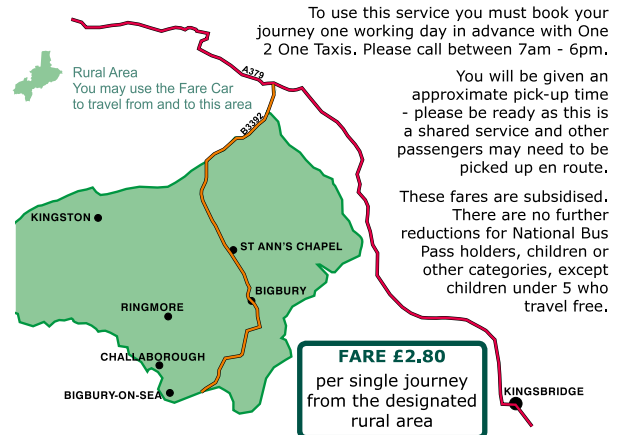 To use this service you must book your
journey one working day in advance with One
2 One Taxis. Please call between 7am - 6pm.
You will be given an
approximate pick-up time
- please be ready as this is
a shared service and other
passengers may need to be
picked up en route.
These fares are subsidised.
There are no further
reductions for National Bus
Pass holders, children or
other categories, except
children under 5 who
travel free.
Rural Area
You may use the Fare Car
to travel from and to this area
A379
B3392
KINGSTON
ST ANN'S CHAPEL
BIGBURY
RINGMORE
CHALLABOROUGH
BIGBURY-ON-SEA
KINGSBRIDGE
FARE £2.80
per single journey
from the designated
rural area